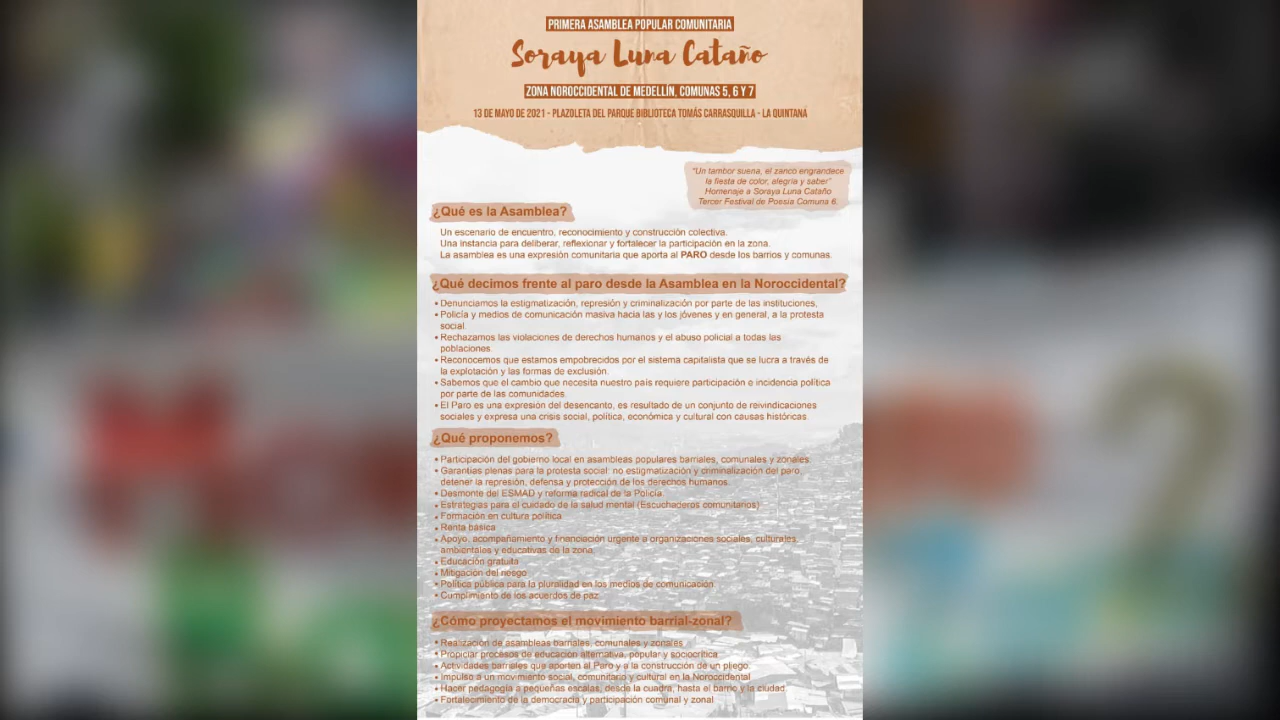 PRIMERA ASAMBLEA POPULAR COMUNITARIA
Soraya Luna Cataño
ZONA NOROCCIDENTAL DE MEDELLÍN, COMUNAS 5, 6 Y 7
13 DE MAYO DE 2021 - PLAZOLETA DEL PARQUE BIBLIOTECA TOMÁS CARRASQUILLA - LA QUINTANA
"Un tambor suena, el zanco engrandece
la fiesta de color, alegría y saber"
Homenaje a Soraya Luna Cataño
Tercer Festival de Poesía Comuna 6.
¿Qué es la Asamblea?
Un escenario de encuentro, reconocimiento y construcción colectiva.
Una instancia para deliberar, reflexionar y fortalecer la participación en la zona.
La asamblea es una expresión comunitaria que aporta al PARO desde los barrios y comunas.
¿Qué decimos frente al paro desde la Asamblea en la Noroccidental?
• Denunciamos la estigmatización, represión y criminalización por parte de las instituciones,
• Policía y medios de comunicación masiva hacia las y los jóvenes y en general, a la protesta
social.
• Rechazamos las violaciones de derechos humanos y el abuso policial a todas las
poblaciones.
• Reconocemos que estamos empobrecidos por el sistema capitalista que se lucra a través de
la explotación y las formas de exclusión.
• Sabemos que el cambio que necesita nuestro país requiere participación e incidencia política
por parte de las comunidades.
• El Paro es una expresión del desencanto, es resultado de un conjunto de reivindicaciones
sociales y expresa una crisis social, política, económica y cultural con causas históricas.
¿Qué proponemos?
• Participación del gobierno local en asambleas populares barriales, comunales y zonales.
• Garantías plenas para la protesta social: no estigmatización y criminalización del paro,
detener la represión, defensa y protección de los derechos humanos.
• Desmonte del ESMAD y reforma radical de la Policía.
• Estrategias para el cuidado de la salud mental (Escuchaderos comunitarios)
• Formación en cultura política
• Renta básica
• Apoyo, acompañamiento y financiación urgente a organizaciones sociales, culturales,
ambientales y educativas de la zona.
• Educación gratuita
• Mitigación del riesgo
• Política pública para la pluralidad en los medios de comunicación
• Cumplimiento de los acuerdos de paz.
¿Cómo proyectamos el movimiento barrial-zonal?
• Realización de asambleas barriales, comunales y zonales
• Propiciar procesos de educación alternativa, popular y sociocrítica
• Actividades barriales que aporten al Paro y a la construcción de un pliego.
• Impulso a un movimiento social, comunitario y cultural en la Noroccidental
• Hacer pedagogía a pequeñas escalas, desde la cuadra, hasta el barrio y la ciudad.
• Fortalecimiento de la democracia y participación comunal y zonal